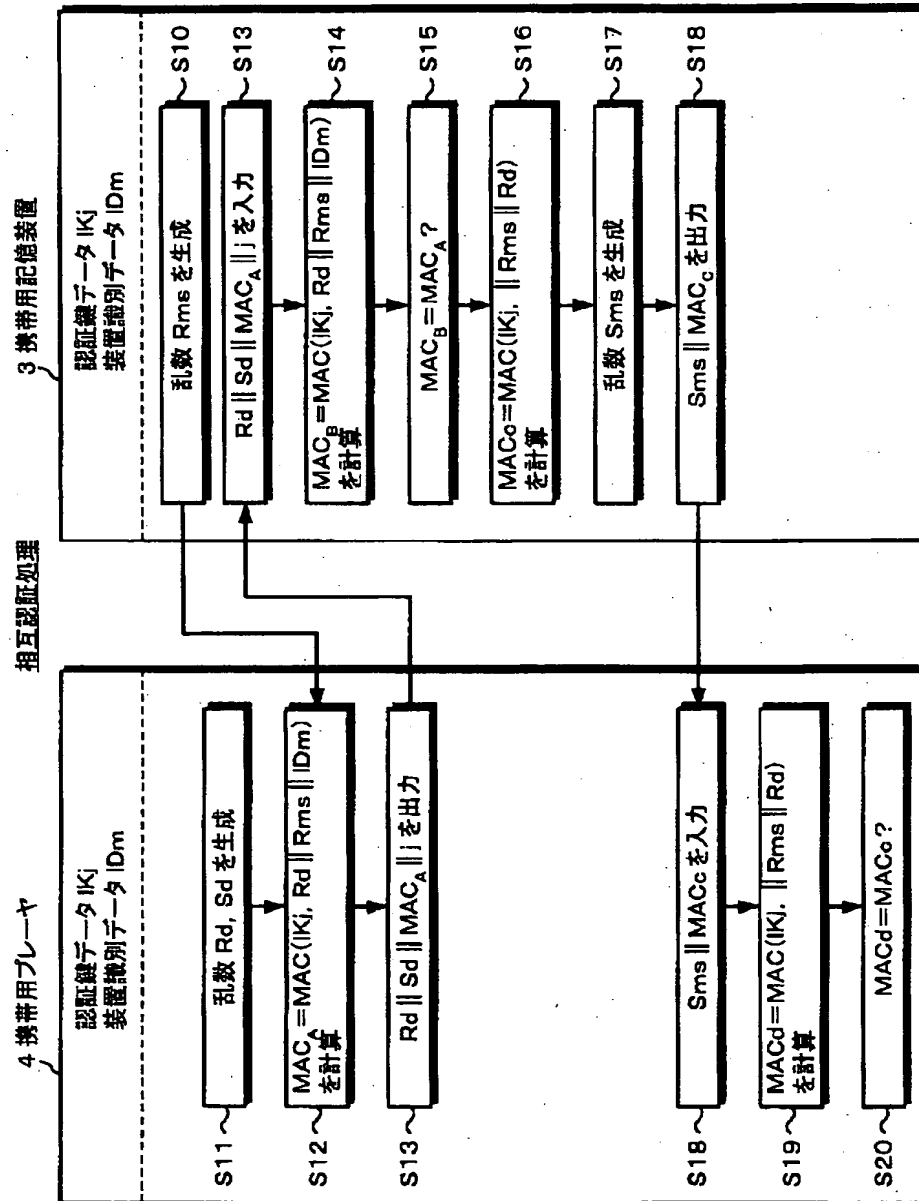 相互認証処理
4 携帯用プレーヤ
認証鍵データ IKj
装置識別データ IDm
S11
乱数 Rd, Sd を生成
S12
MAC_A=MAC(IKj, Rd || Rms || IDm)
を計算
S13
Rd || Sd || MAC_A || j を出力
S18
Sms || MACc を入力
S19
MACd=MAC(IKj, || Rms || Rd)
を計算
S20
MACd=MACc?
3 携帯用記憶装置
認証鍵データ IKj
装置識別データ IDm
乱数 Rms を生成
S10
Rd || Sd || MAC_A || j を入力
S13
MAC_B=MAC(IKj, Rd || Rms || IDm)
を計算
S14
MAC_B=MAC_A?
S15
MACc=MAC(IKj, || Rms || Rd)
を計算
S16
乱数 Sms を生成
S17
Sms || MAC_c を出力
S18